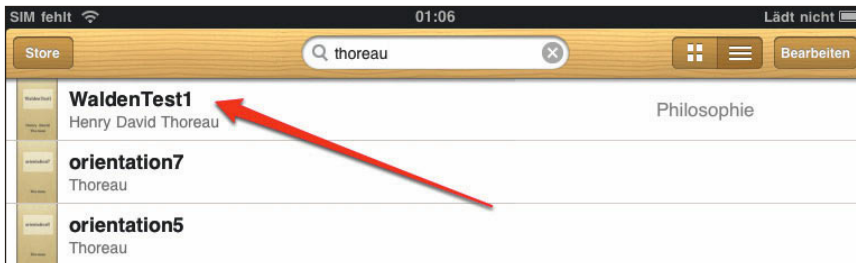 SIM fehlt 01:06 Lädt nicht
Store thoreau Bearbeiten
WaldenTest1
Henry David Thoreau
Philosophie
orientation7
Thoreau
orientation5
Thoreau